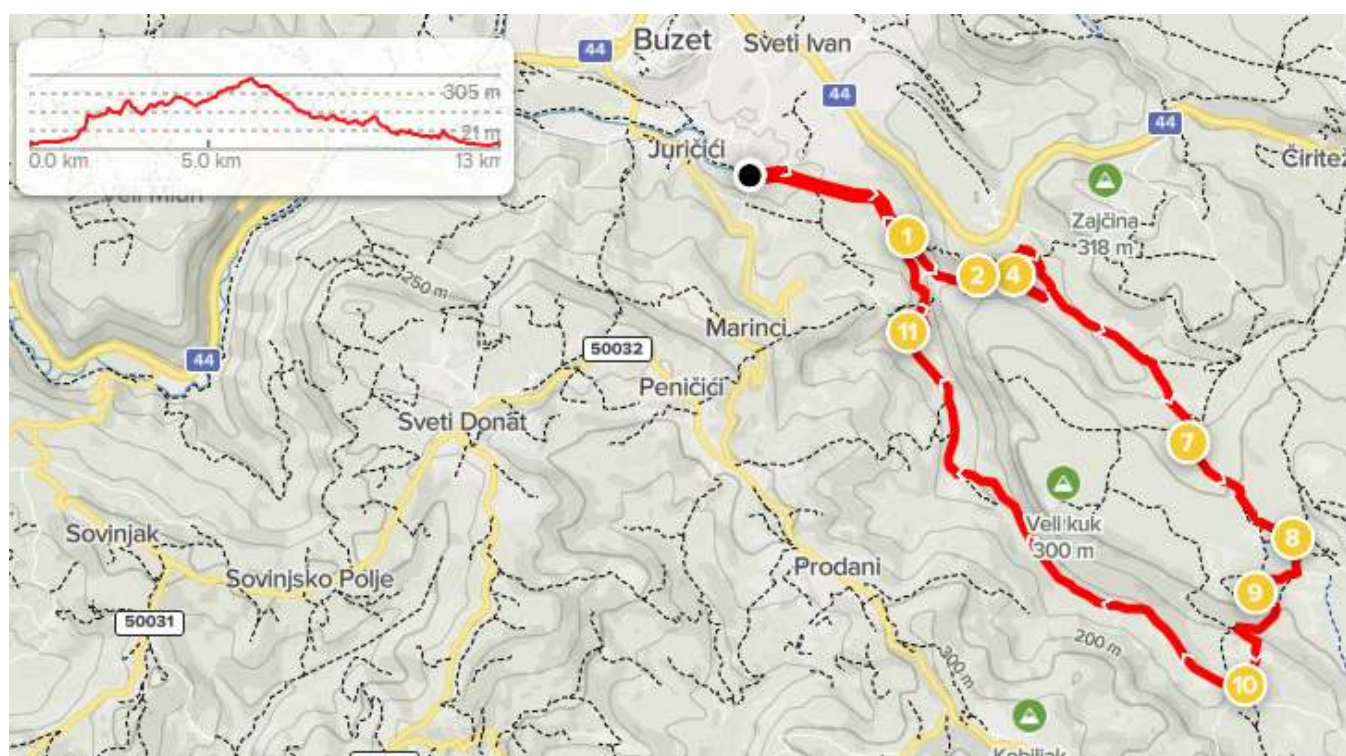 Buzet
Sveti Ivan
44
305 m
21 m
0.0 km
5.0 km
13 km
44
44
Juričići
Čiritež
Veli Mlun
Zajčina
318 m
1
2
4
250 m
11
Marinci
44
50032
Peničići
Sveti Donat
7
Veli kuk
300 m
8
Sovinjak
Prodani
Sovinjsko Polje
9
50031
200 m
300 m
10